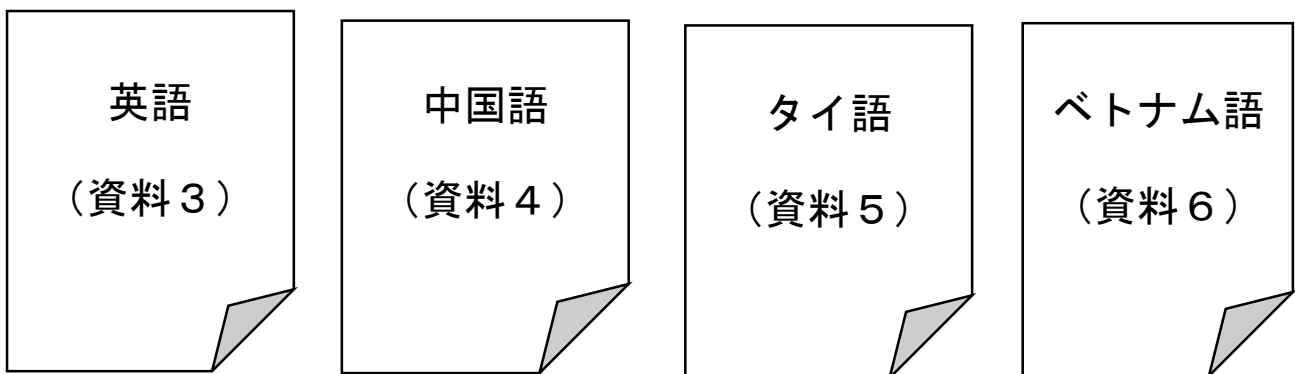 英語
（資料３）
中国語
（資料４）
タイ語
（資料５）
ベトナム語
（資料６）